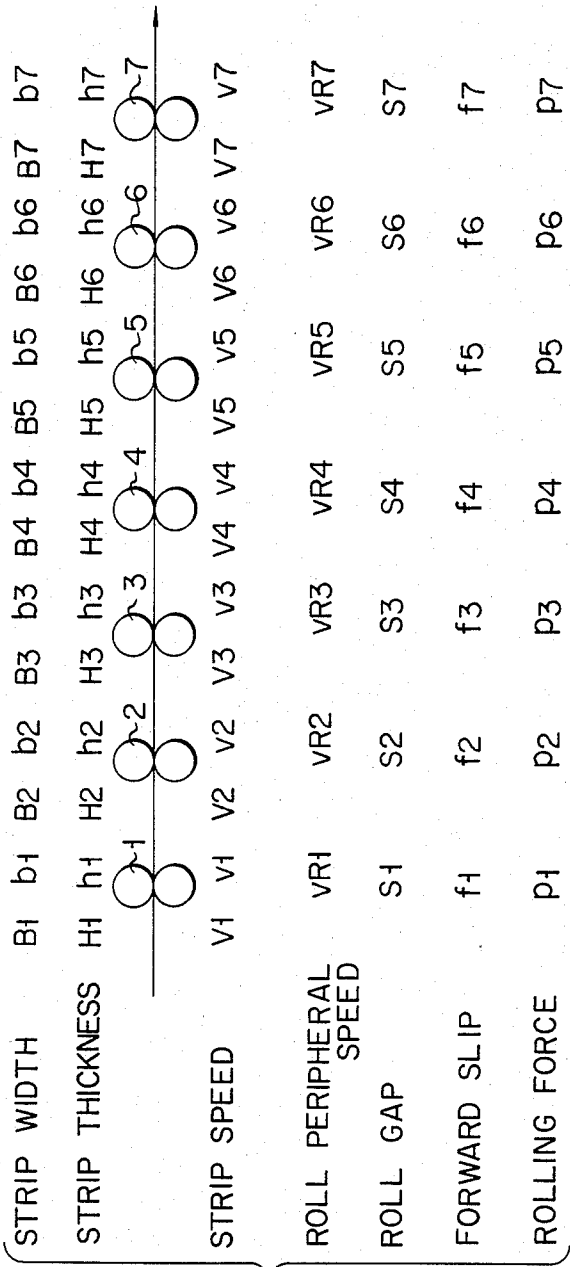 STRIP WIDTH B1 b1 B2 b2 B3 b3 B4 b4 B5 b5 B6 b6 B7 b7
STRIP THICKNESS H1 h1 H2 h2 H3 h3 H4 h4 H5 h5 H6 h6 H7 h7
1 2 3 4 5 6 7
STRIP SPEED V1 v1 V2 v2 V3 v3 V4 v4 V5 v5 V6 v6 V7 v7
ROLL PERIPHERAL SPEED vR1 vR2 vR3 vR4 vR5 vR6 vR7
ROLL GAP S1 S2 S3 S4 S5 S6 S7
FORWARD SLIP f1 f2 f3 f4 f5 f6 f7
ROLLING FORCE p1 p2 p3 p4 p5 p6 p7